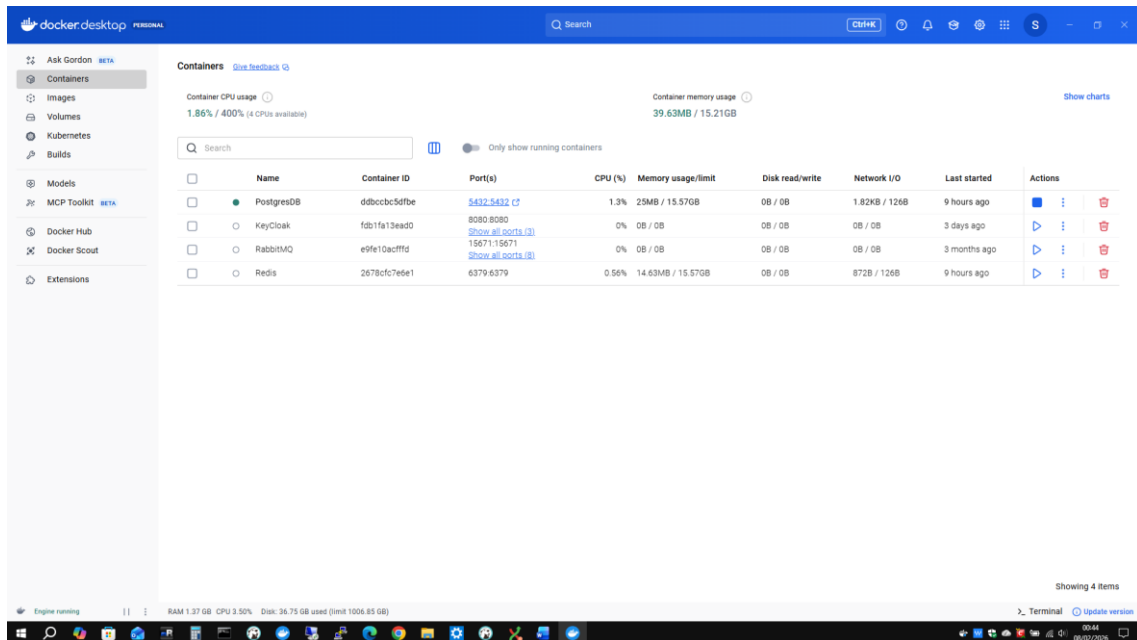 docker.desktop PERSONAL
Search
Ctrl+K
S
Ask Gordon BETA
Containers
Images
Volumes
Kubernetes
Builds
Models
MCP Toolkit BETA
Docker Hub
Docker Scout
Extensions
Containers Give feedback
Container CPU usage
1.86% / 400% (4 CPUs available)
Container memory usage
39.63MB / 15.21GB
Show charts
Search
Only show running containers
Name Container ID Port(s) CPU (%) Memory usage/limit Disk read/write Network I/O Last started Actions
PostgresDB ddbccbc5dfbe 5432:5432 1.3% 25MB / 15.57GB 0B / 0B 1.82KB / 126B 9 hours ago
KeyCloak fdb1fa13ead0 8080:8080 Show all ports (3) 0% 0B / 0B 0B / 0B 0B / 0B 3 days ago
RabbitMQ e9fe10acfffd 15671:15671 Show all ports (8) 0% 0B / 0B 0B / 0B 0B / 0B 3 months ago
Redis 2678cfc7e6e1 6379:6379 0.56% 14.63MB / 15.57GB 0B / 0B 872B / 126B 9 hours ago
Showing 4 items
Engine running
RAM 1.37 GB CPU 3.50% Disk: 36.75 GB used (limit 1006.85 GB)
>_ Terminal
Update version
00:44
08/02/2026